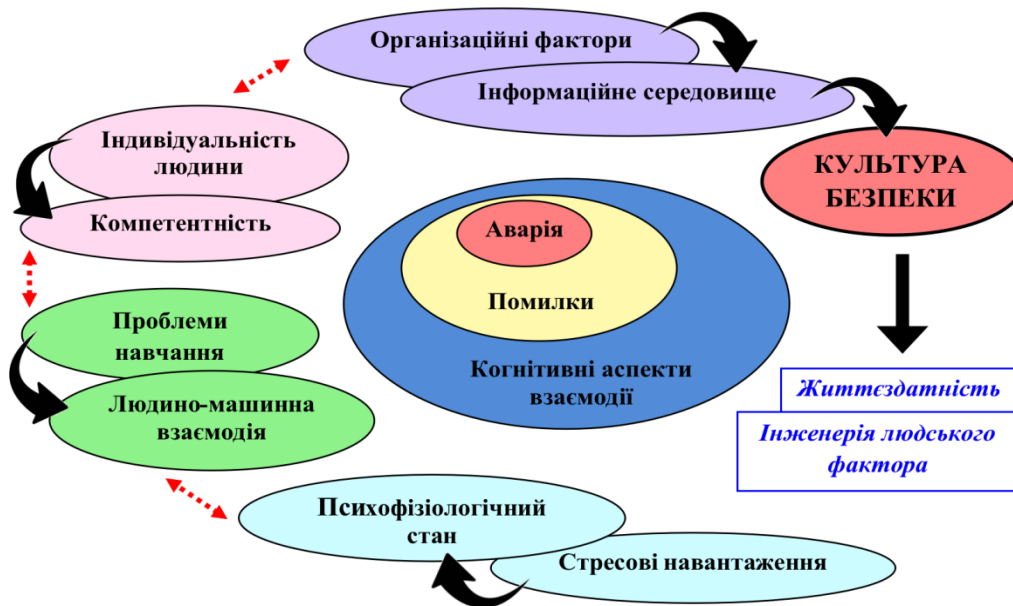 Організаційні фактори
Інформаційне середовище
Індивідуальність
людини
Компетентність
КУЛЬТУРА
БЕЗПЕКИ
Аварія
Помилки
Когнітивні аспекти
взаємодії
Проблеми
навчання
Людино-машинна
взаємодія
Життєздатність
Інженерія людського
фактора
Психофізіологічний
стан
Стресові навантаження